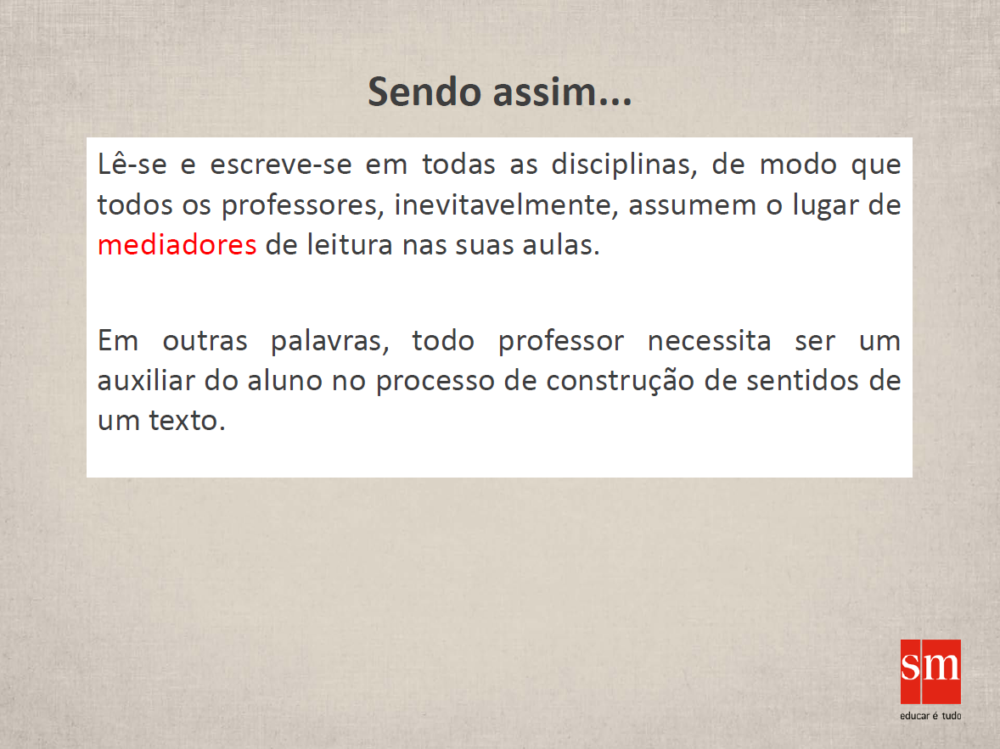 Sendo assim...
Lê-se e escreve-se em todas as disciplinas, de modo que
todos os professores, inevitavelmente, assumem o lugar de
mediadores de leitura nas suas aulas.
Em outras palavras, todo professor necessita ser um
auxiliar do aluno no processo de construção de sentidos de
um texto.
sm
educar é tudo